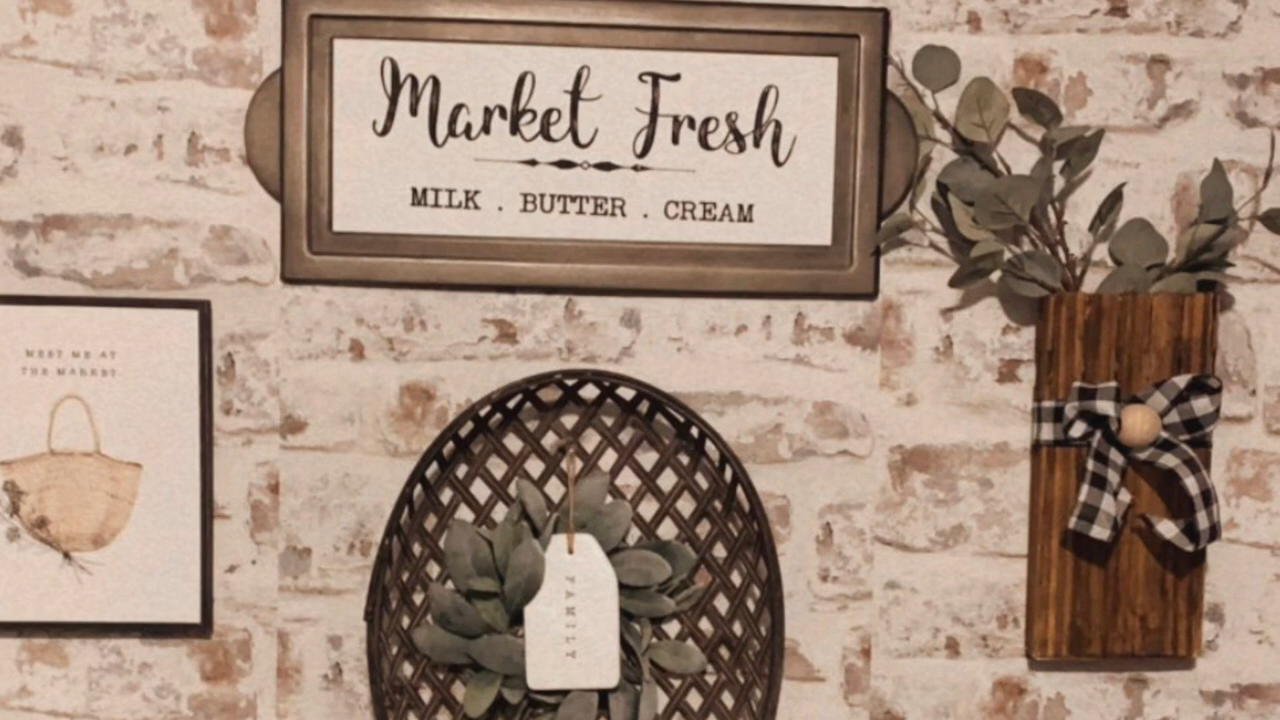 Market Fresh
MILK . BUTTER . CREAM
MEET ME AT
THE MARKET
FAMILY